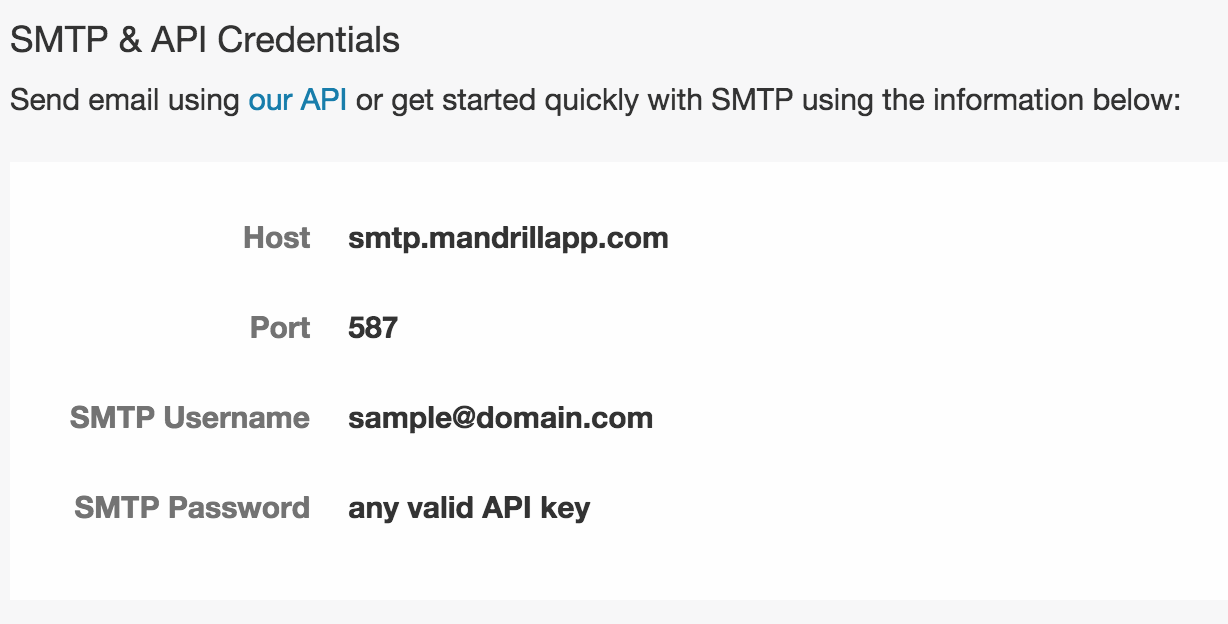 SMTP & API Credentials
Send email using our API or get started quickly with SMTP using the information below:
Host smtp.mandrillapp.com
Port 587
SMTP Username sample@domain.com
SMTP Password any valid API key